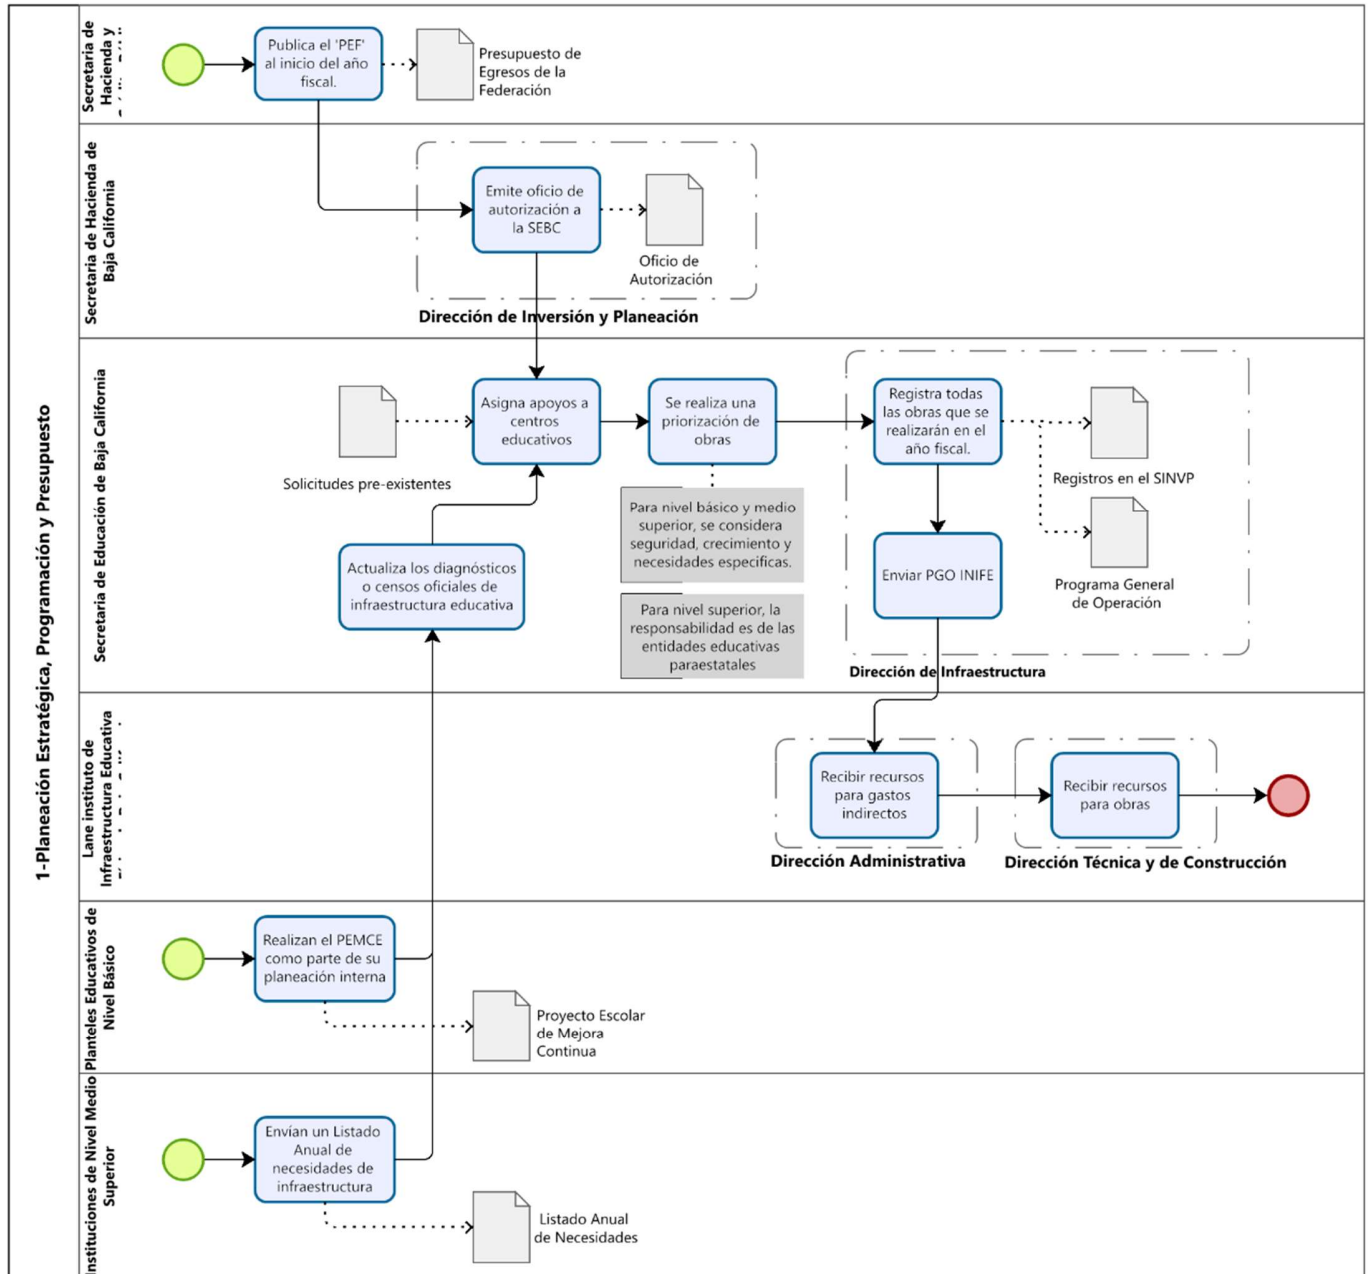 1-Planeación Estratégica, Programación y Presupuesto
Secretaria de
Hacienda y
Publica el 'PEF'
al inicio del año
fiscal.
Presupuesto de
Egresos de la
Federación
Secretaria de Hacienda de
Baja California
Emite oficio de
autorización a
la SEBC
Oficio de
Autorización
Dirección de Inversión y Planeación
Secretaria de Educación de Baja California
Solicitudes pre-existentes
Asigna apoyos a
centros
educativos
Se realiza una
priorización de
obras
Registra todas
las obras que se
realizarán en el
año fiscal.
Registros en el SINVP
Para nivel básico y medio
superior, se considera
seguridad, crecimiento y
necesidades especificas.
Actualiza los diagnósticos
o censos oficiales de
infraestructura educativa
Enviar PGO INIFE
Programa General
de Operación
Para nivel superior, la
responsabilidad es de las
entidades educativas
paraestatales
Dirección de Infraestructura
Lane instituto de
Infraestructura Educativa
Recibir recursos
para gastos
indirectos
Recibir recursos
para obras
Dirección Administrativa
Dirección Técnica y de Construcción
Planteles Educativos de
Nivel Básico
Realizan el PEMCE
como parte de su
planeación interna
Proyecto Escolar
de Mejora
Continua
Instituciones de Nivel Medio
Superior
Envían un Listado
Anual de
necesidades de
infraestructura
Listado Anual
de Necesidades